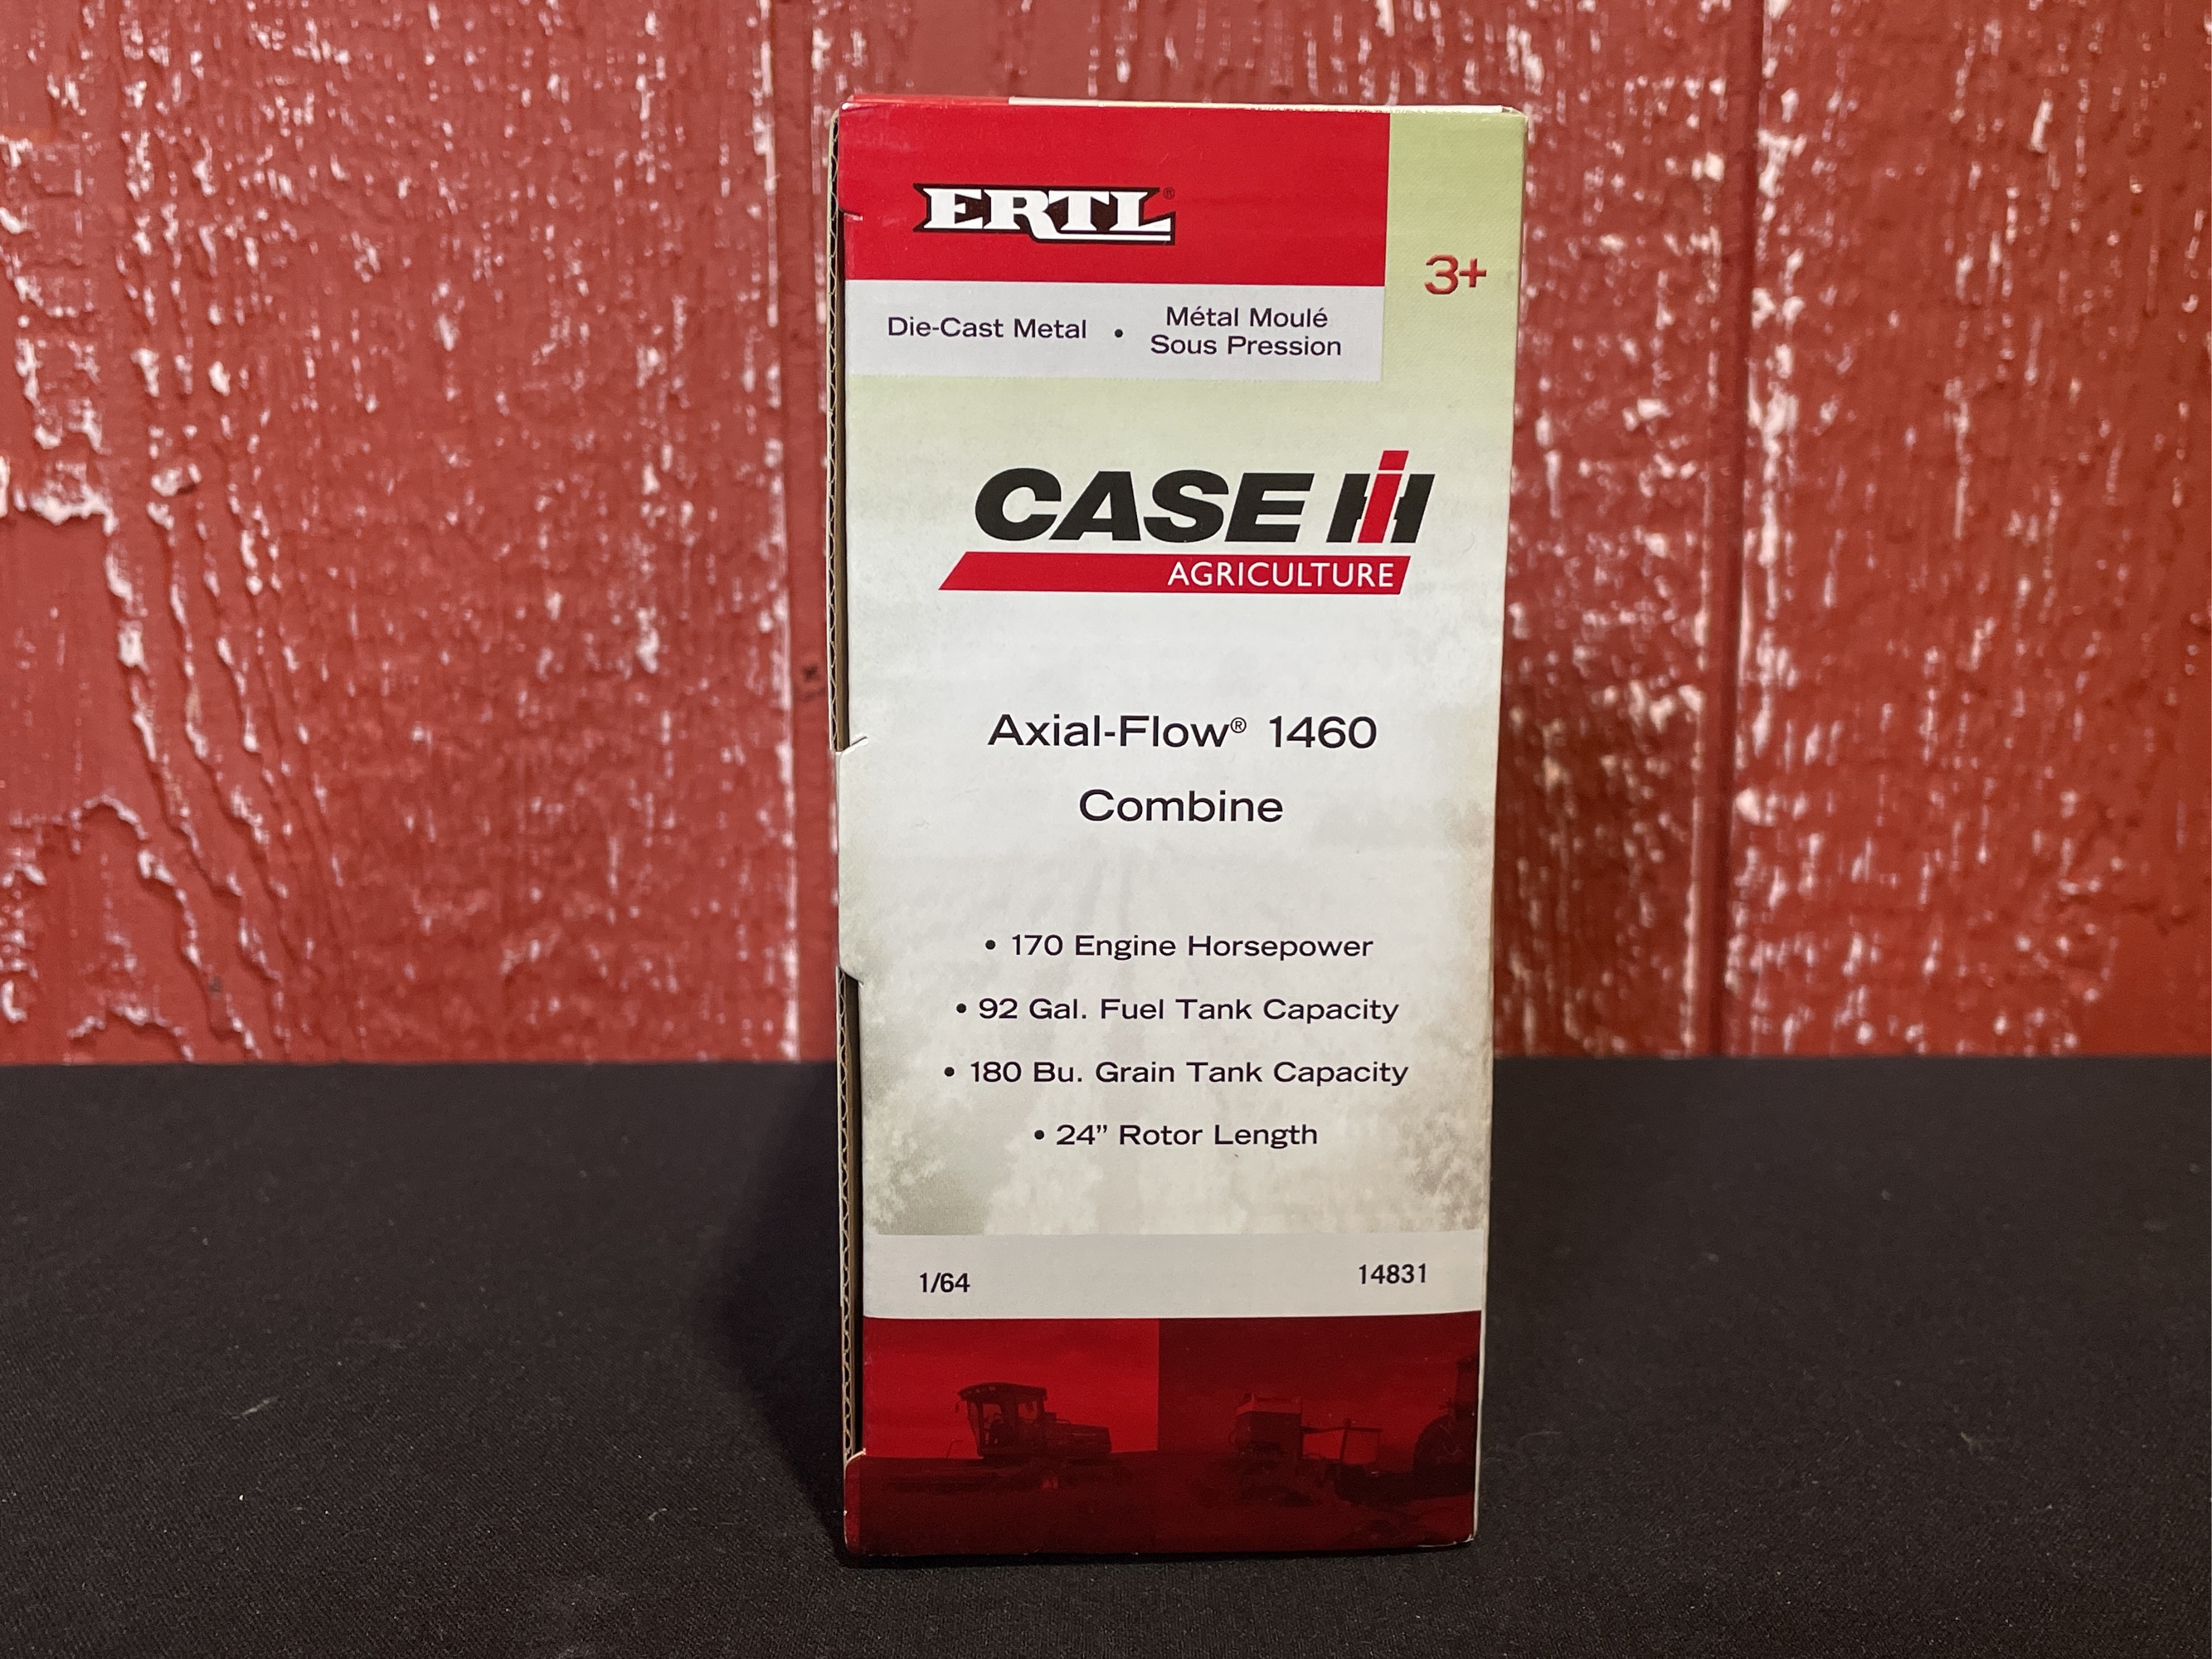 ERTL®
3+
Die-Cast Metal • Métal Moulé
Sous Pression
CASE IH
AGRICULTURE
Axial-Flow® 1460
Combine
• 170 Engine Horsepower
• 92 Gal. Fuel Tank Capacity
• 180 Bu. Grain Tank Capacity
• 24” Rotor Length
1/64 14831